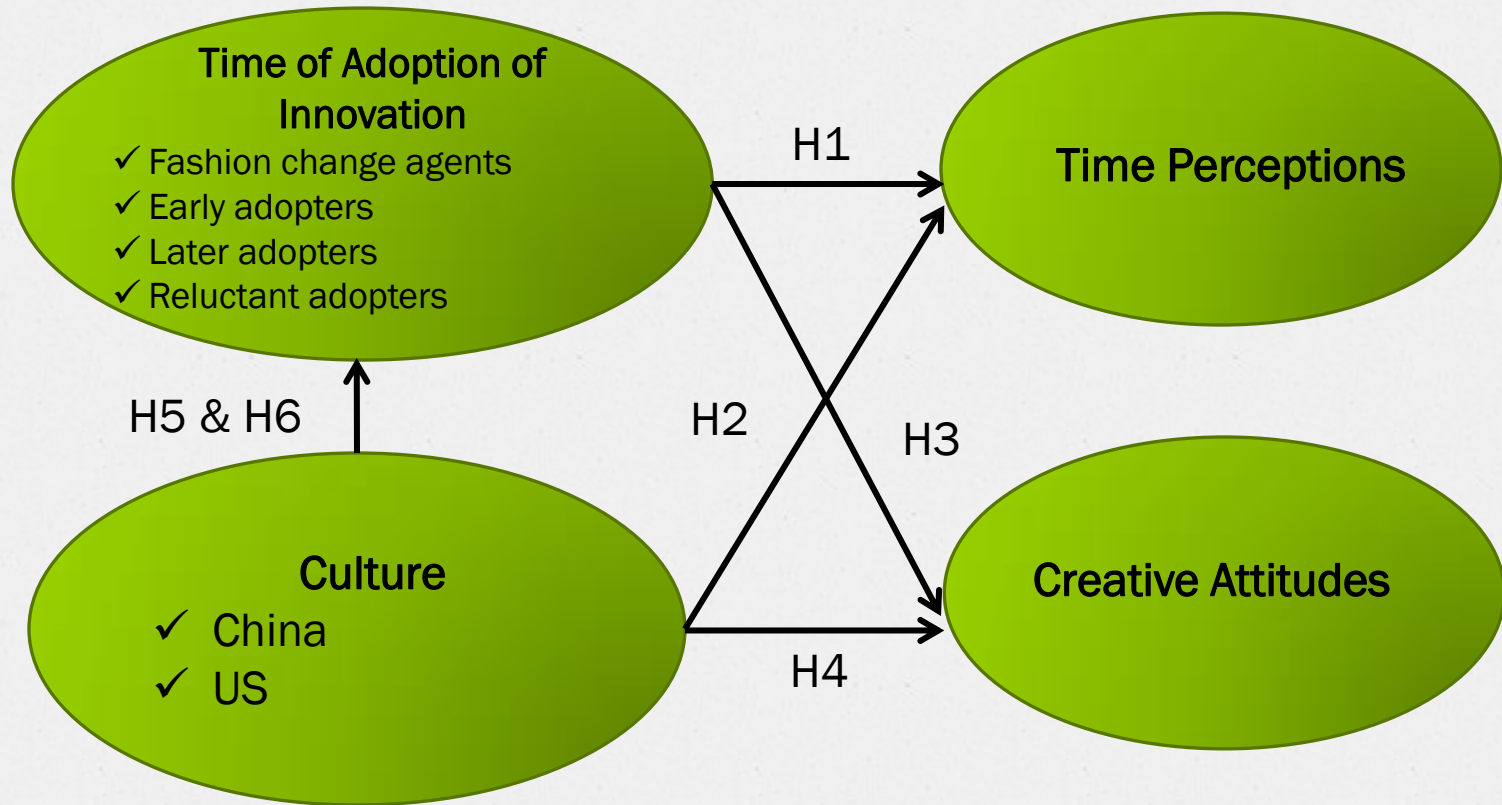 Time of Adoption of
Innovation
✓ Fashion change agents
✓ Early adopters
✓ Later adopters
✓ Reluctant adopters
H1
Time Perceptions
H5 & H6
H2
H3
Culture
✓ China
✓ US
H4
Creative Attitudes